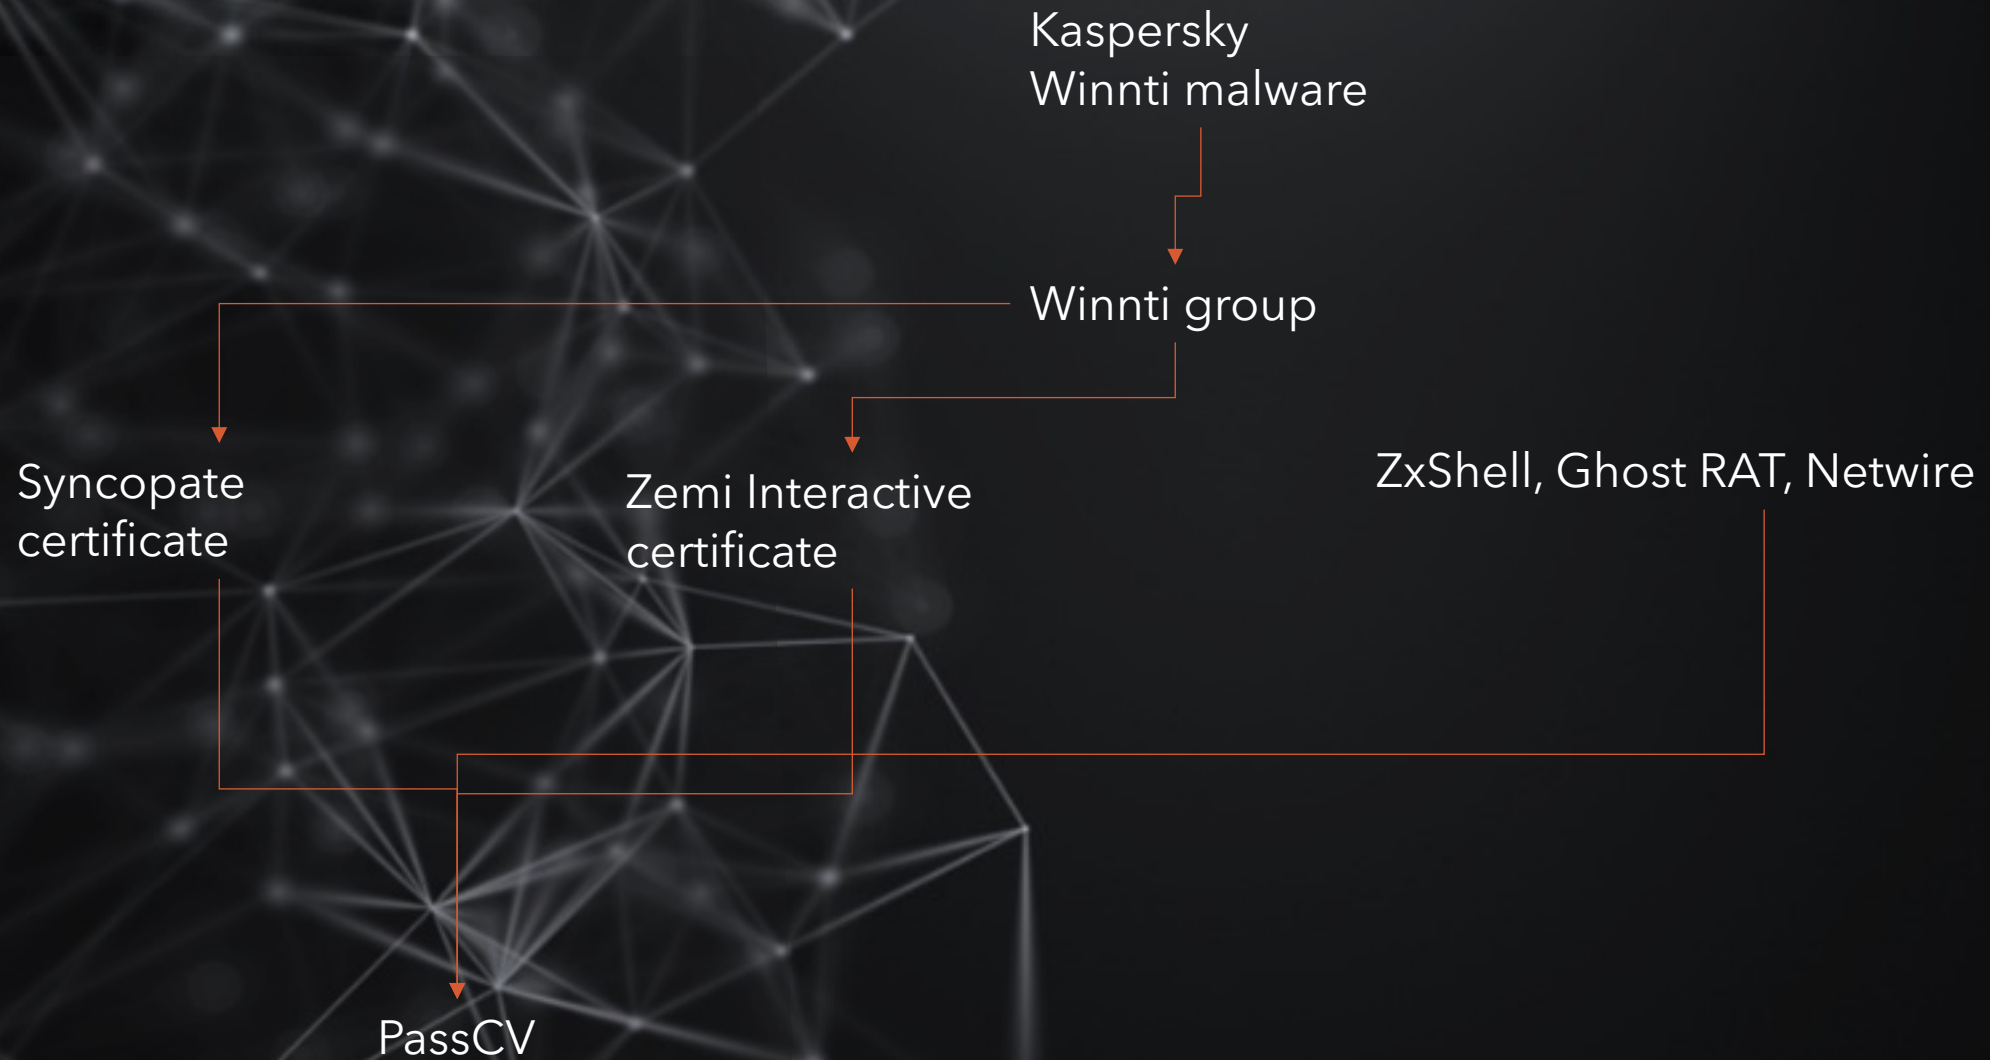 Kaspersky
Winnti malware
Winnti group
Syncopate
certificate
Zemi Interactive
certificate
ZxShell, Ghost RAT, Netwire
PassCV